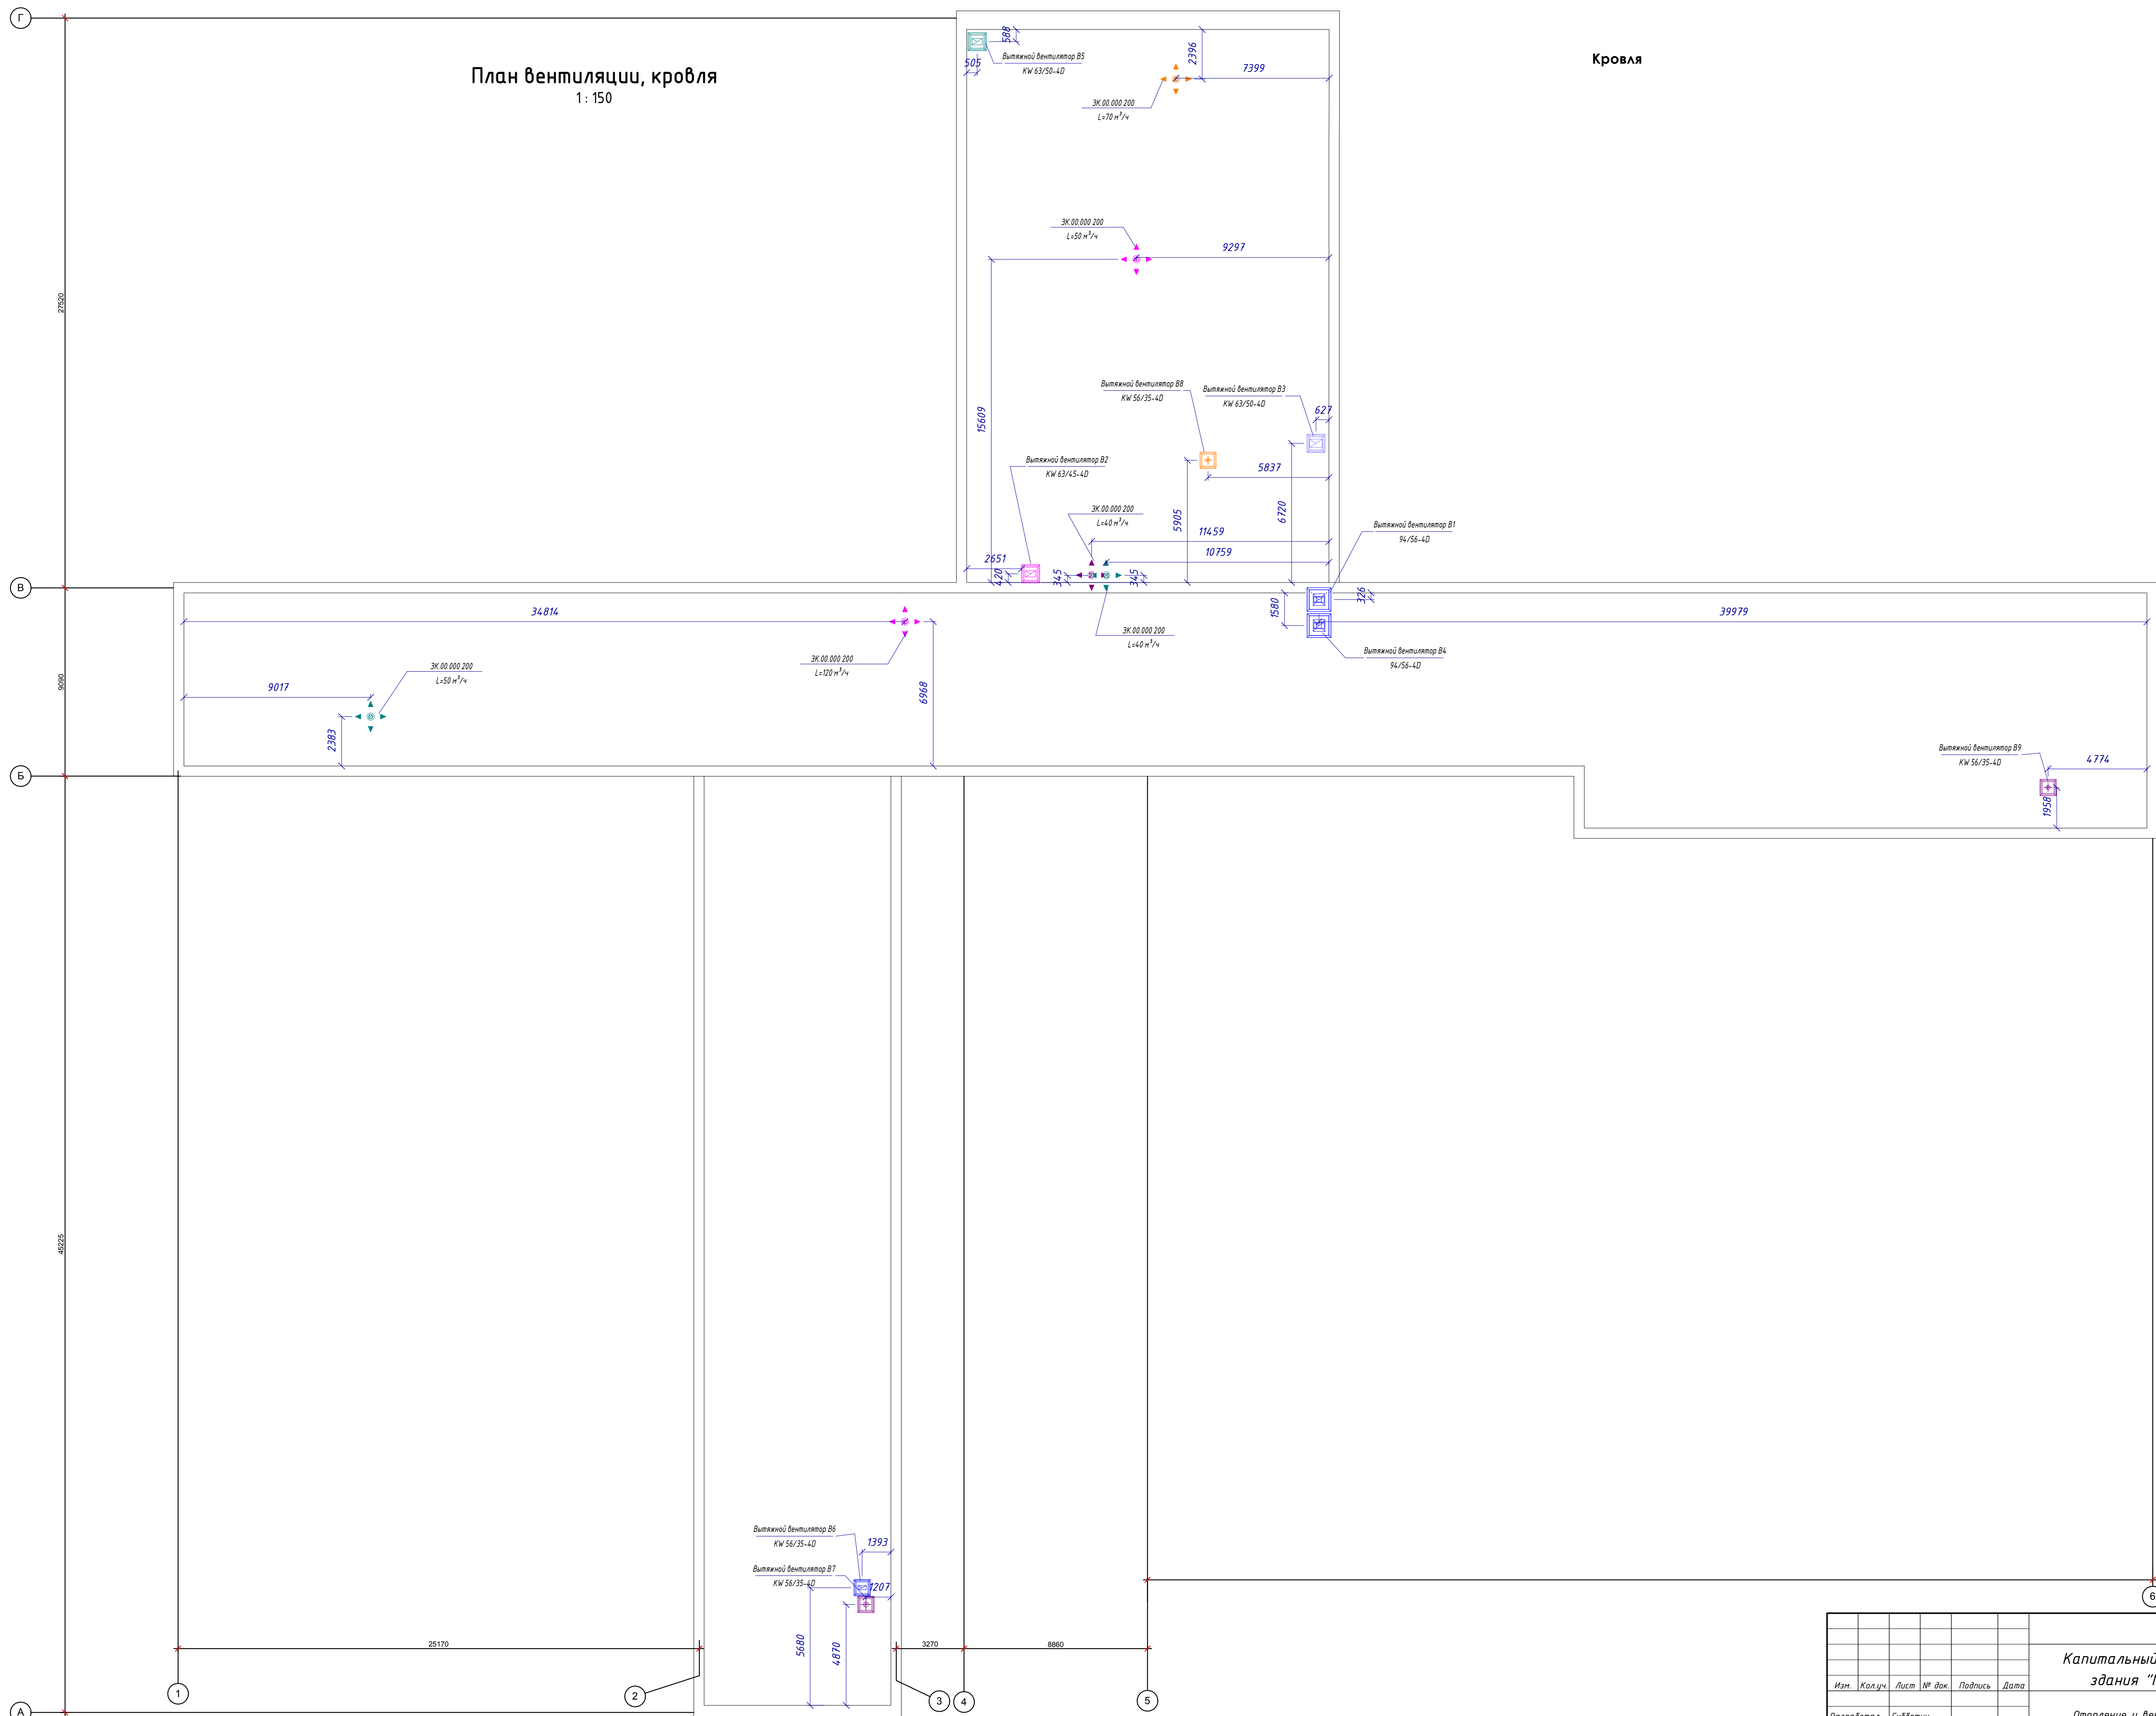 Г
План вентиляции, кровля
1 : 150
Кровля
588
505
Вытяжной вентилятор В5
KW 63/50-4D
2396
7399
ЗК.00.000 200
L=70 м³/ч
27520
ЗК.00.000 200
L=50 м³/ч
9297
15609
Вытяжной вентилятор В8
KW 56/35-4D
Вытяжной вентилятор В3
KW 63/50-4D
627
Вытяжной вентилятор В2
KW 63/45-4D
5837
5905
6720
ЗК.00.000 200
L=40 м³/ч
11459
10759
2651
420
345
345
Вытяжной вентилятор В1
94/56-4D
В
34814
1580
326
39979
ЗК.00.000 200
L=40 м³/ч
Вытяжной вентилятор В4
94/56-4D
ЗК.00.000 200
L=120 м³/ч
ЗК.00.000 200
L=50 м³/ч
9017
2383
6968
9090
Вытяжной вентилятор В9
KW 56/35-4D
4774
1958
Б
45225
Вытяжной вентилятор В6
KW 56/35-4D
1393
Вытяжной вентилятор В7
KW 56/35-4D
1207
5680
4870
25170
3270
8860
1
2
3
4
5
6
А
Капитальный
здания "
Изм. Кол.уч. Лист № док. Подпись Дата